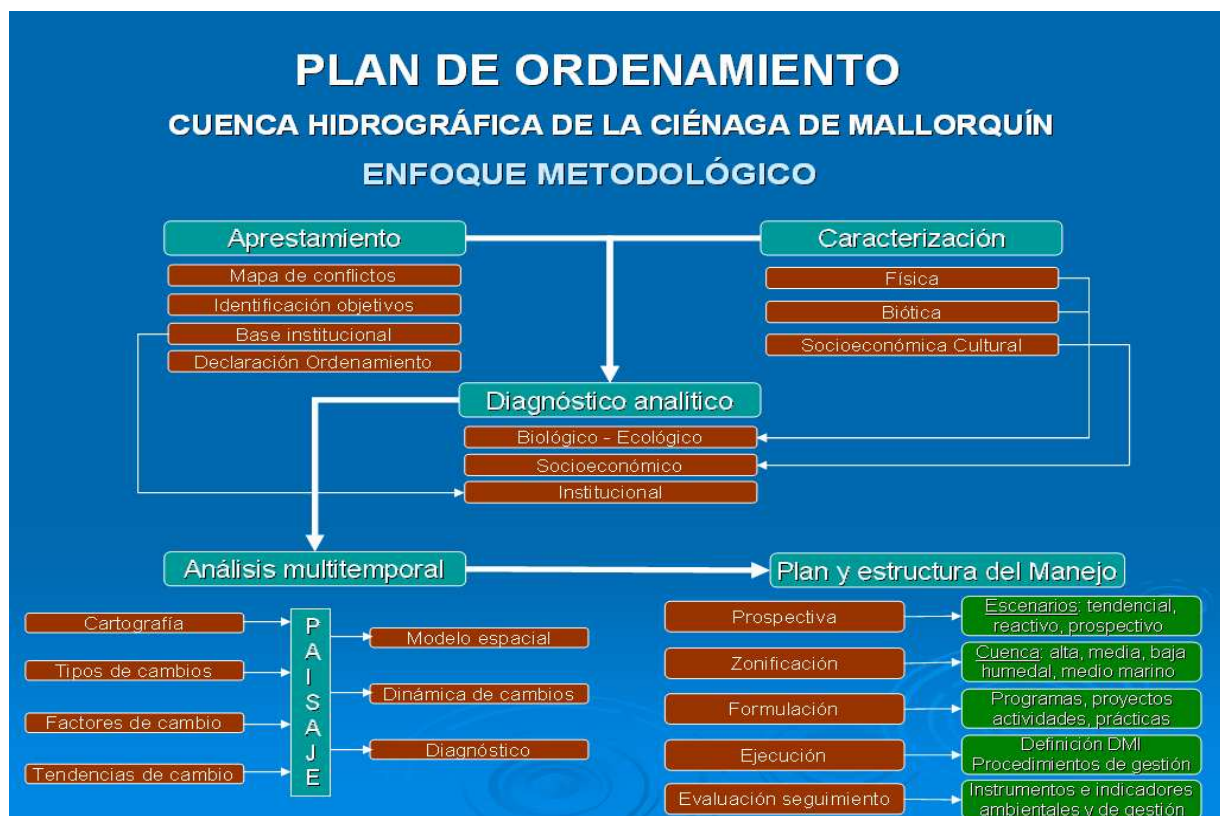 PLAN DE ORDENAMIENTO
CUENCA HIDROGRÁFICA DE LA CIÉNAGA DE MALLORQUÍN
ENFOQUE METODOLÓGICO
Aprestamiento
Mapa de conflictos
Identificación objetivos
Base institucional
Declaración Ordenamiento
Caracterización
Física
Biótica
Socioeconómica Cultural
Diagnóstico analítico
Biológico - Ecológico
Socioeconómico
Institucional
Análisis multitemporal
Cartografía
Tipos de cambios
Factores de cambio
Tendencias de cambio
PAISAJE
Modelo espacial
Dinámica de cambios
Diagnóstico
Plan y estructura del Manejo
Prospectiva
Escenarios: tendencial,
reactivo, prospectivo
Zonificación
Cuenca: alta, media, baja
humedal, medio marino
Formulación
Programas, proyectos
actividades, prácticas
Ejecución
Definición DMI
Procedimientos de gestión
Evaluación seguimiento
Instrumentos e indicadores
ambientales y de gestión